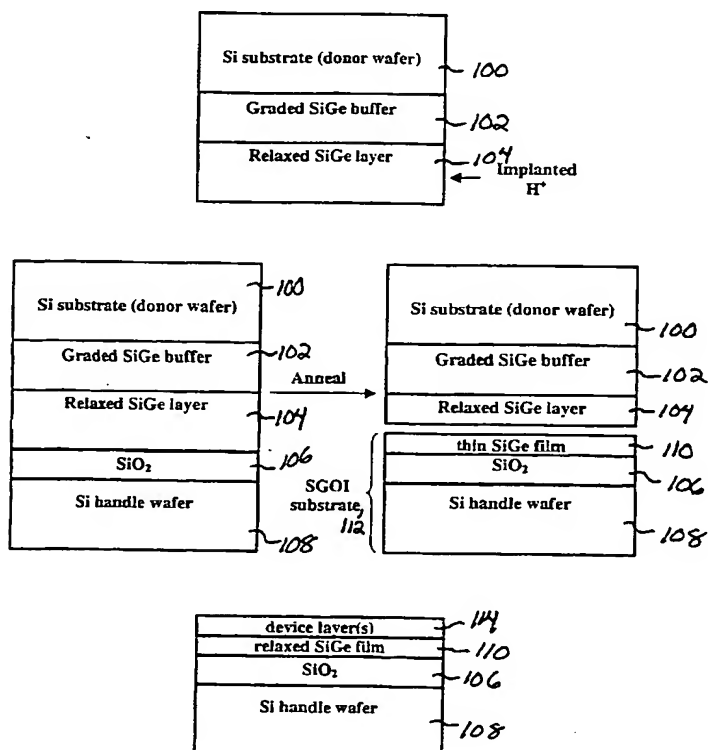 Si substrate (donor wafer) 100
Graded SiGe buffer 102
Relaxed SiGe layer 104
Implanted
H+
Si substrate (donor wafer) 100
Graded SiGe buffer 102
Relaxed SiGe layer 104
SiO2 106
Si handle wafer 108
Anneal
Si substrate (donor wafer) 100
Graded SiGe buffer 102
Relaxed SiGe layer 104
thin SiGe film 110
SiO2 106
Si handle wafer 108
SGOI
substrate, 112
device layer(s) 114
relaxed SiGe film 110
SiO2 106
Si handle wafer 108